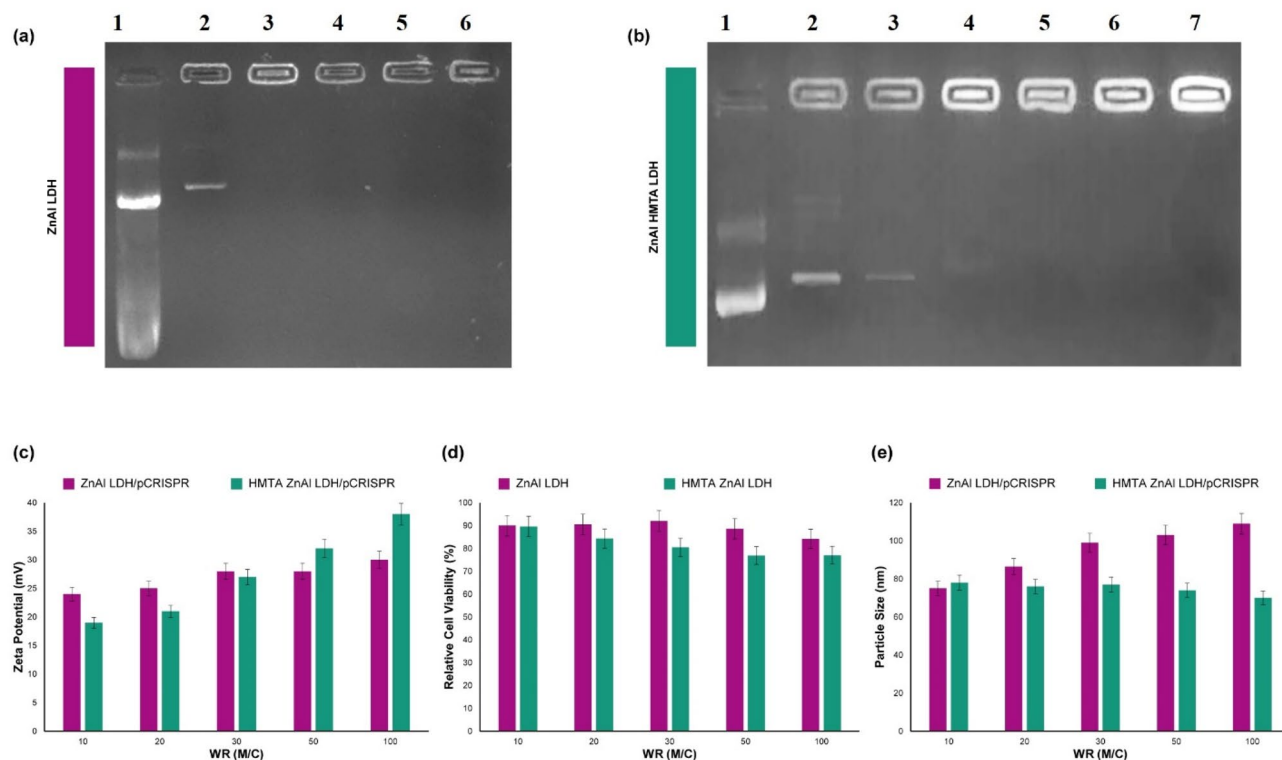 (a)
1 2 3 4 5 6
ZnAl LDH
(b)
1 2 3 4 5 6 7
ZnAl HMTA LDH
(c)
ZnAl LDH/pCRISPR HMTA ZnAl LDH/pCRISPR
Zeta Potential (mV)
40
35
30
25
20
15
10
5
0
10 20 30 50 100
WR (M/C)
(d)
ZnAl LDH HMTA ZnAl LDH
Relative Cell Viability (%)
100
90
80
70
60
50
40
30
20
10
0
10 20 30 50 100
WR (M/C)
(e)
ZnAl LDH/pCRISPR HMTA ZnAl LDH/pCRISPR
Particle Size (nm)
120
100
80
60
40
20
0
10 20 30 50 100
WR (M/C)